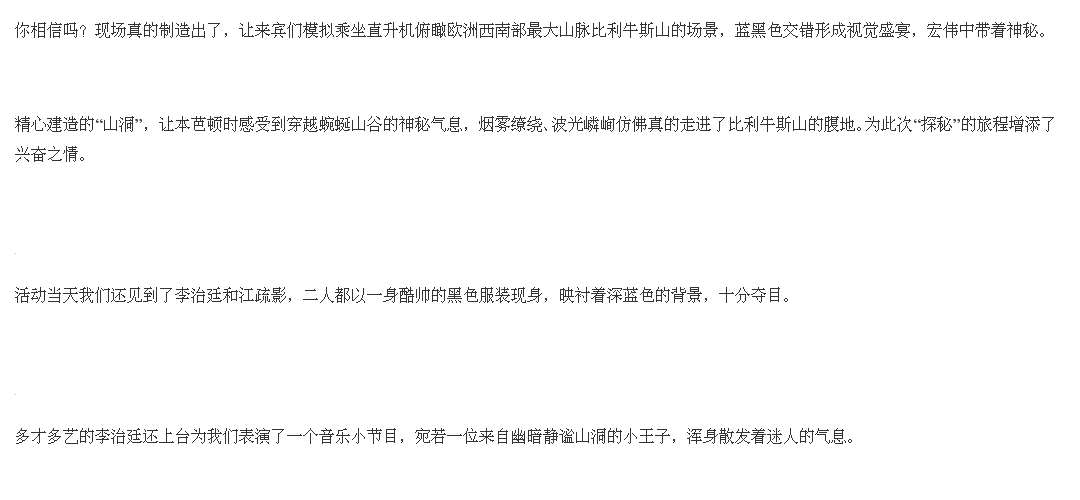 你相信吗？现场真的制造出了，让来宾们模拟乘坐直升机俯瞰欧洲西南部最大山脉比利牛斯山的场景，蓝黑色交错形成视觉盛宴，宏伟中带着神秘。
精心建造的“山洞”，让本芭顿时感受到穿越蜿蜒山谷的神秘气息，烟雾缭绕、波光嶙峋仿佛真的走进了比利牛斯山的腹地。为此次“探秘”的旅程增添了
兴奋之情。
活动当天我们还见到了李治廷和江疏影，二人都以一身酷帅的黑色服装现身，映衬着深蓝色的背景，十分夺目。
多才多艺的李治廷还上台为我们表演了一个音乐小节目，宛若一位来自幽暗静谧山洞的小王子，浑身散发着迷人的气息。